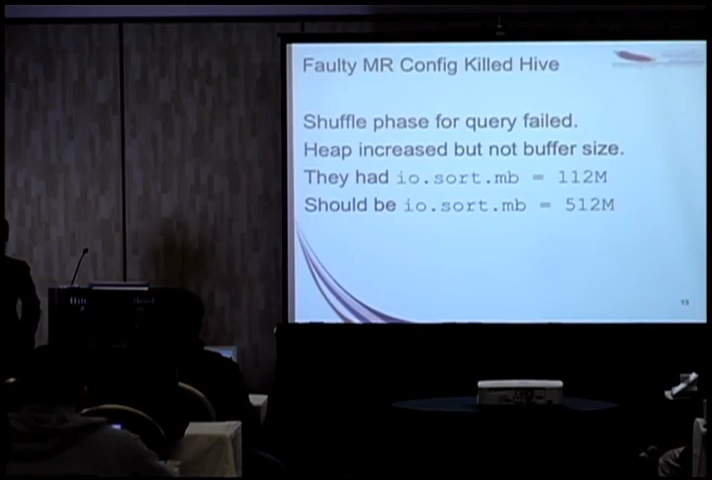 Faulty MR Config Killed Hive
Shuffle phase for query failed.
Heap increased but not buffer size.
They had io.sort.mb = 112M
Should be io.sort.mb = 512M
13